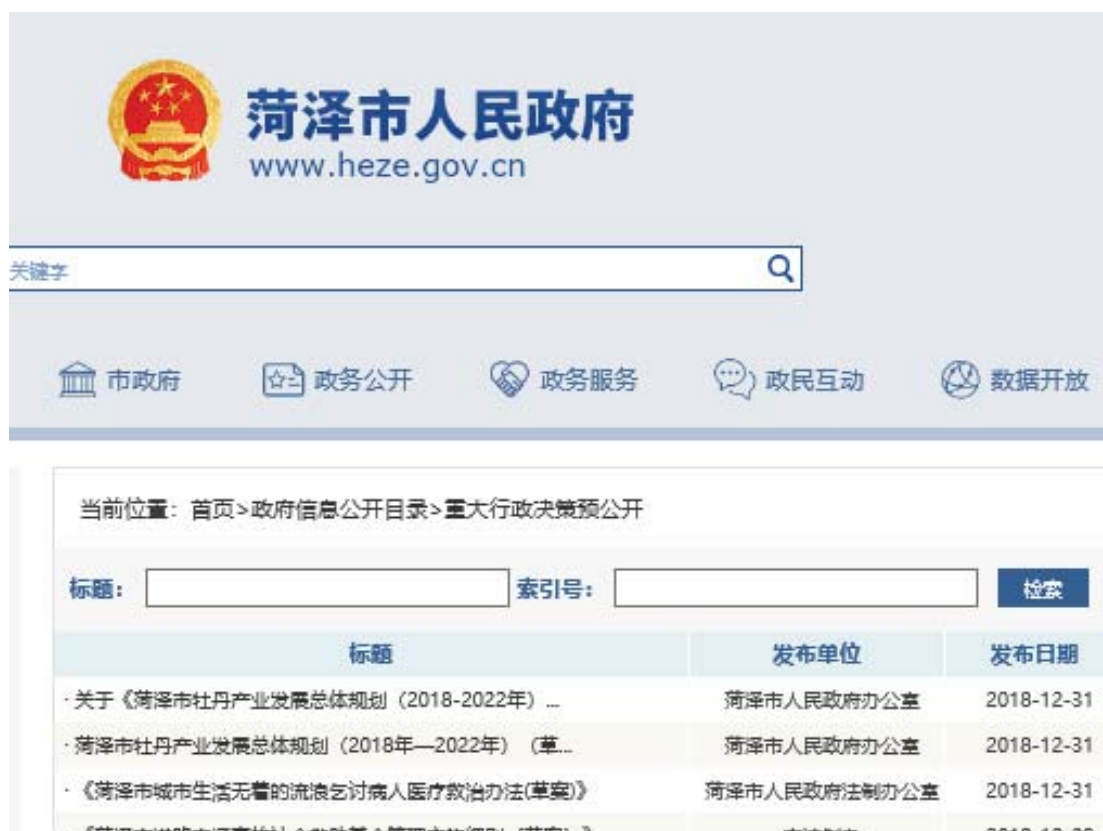 菏泽市人民政府
www.heze.gov.cn
关键字
市政府 政务公开 政务服务 政民互动 数据开放
当前位置：首页>政府信息公开目录>重大行政决策预公开
标题： 索引号： 检索
标题 发布单位 发布日期
·关于《菏泽市牡丹产业发展总体规划（2018-2022年）... 菏泽市人民政府办公室 2018-12-31
·菏泽市牡丹产业发展总体规划（2018年—2022年）（草... 菏泽市人民政府办公室 2018-12-31
·《菏泽市城市生活无着的流浪乞讨病人医疗救治办法(草案)》 菏泽市人民政府法制办公室 2018-12-31